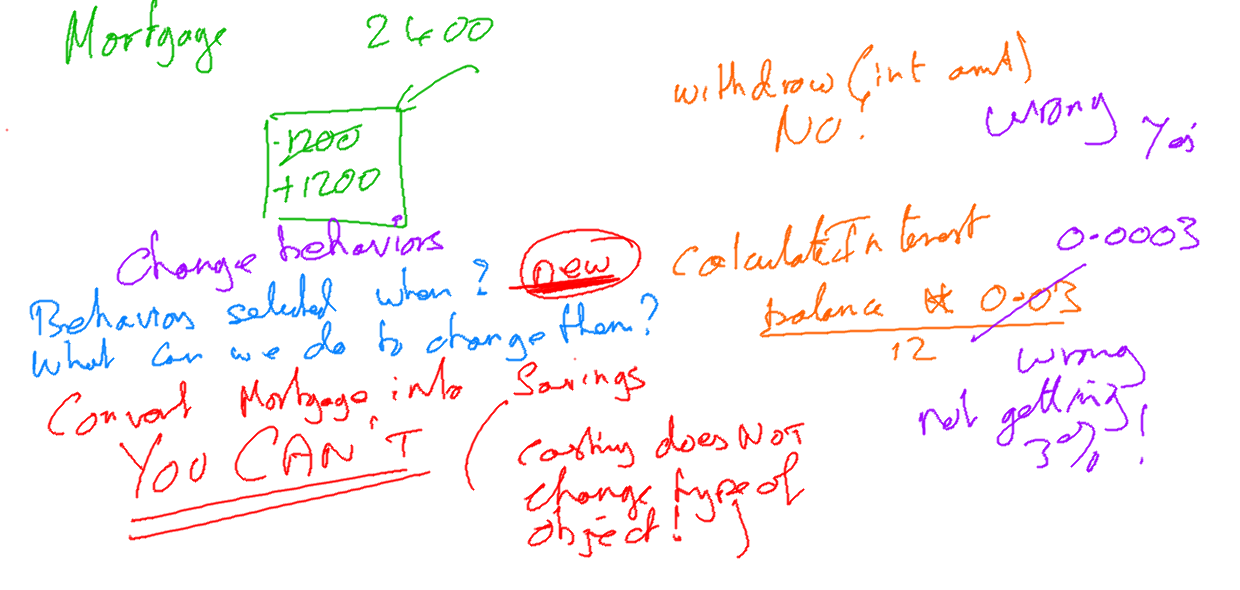 Mortgage 2400
-1200
+1200
Change behaviors
Behaviors selected when?
new
What can we do to change them?
Convert Mortgage into Savings
YOU CAN'T
(casting does NOT
change type of
object!)
withdraw (int amt)
NO!
wrong
Yes
calculateInterest
0.0003
balance * 0.03
12
wrong
not getting
3%!